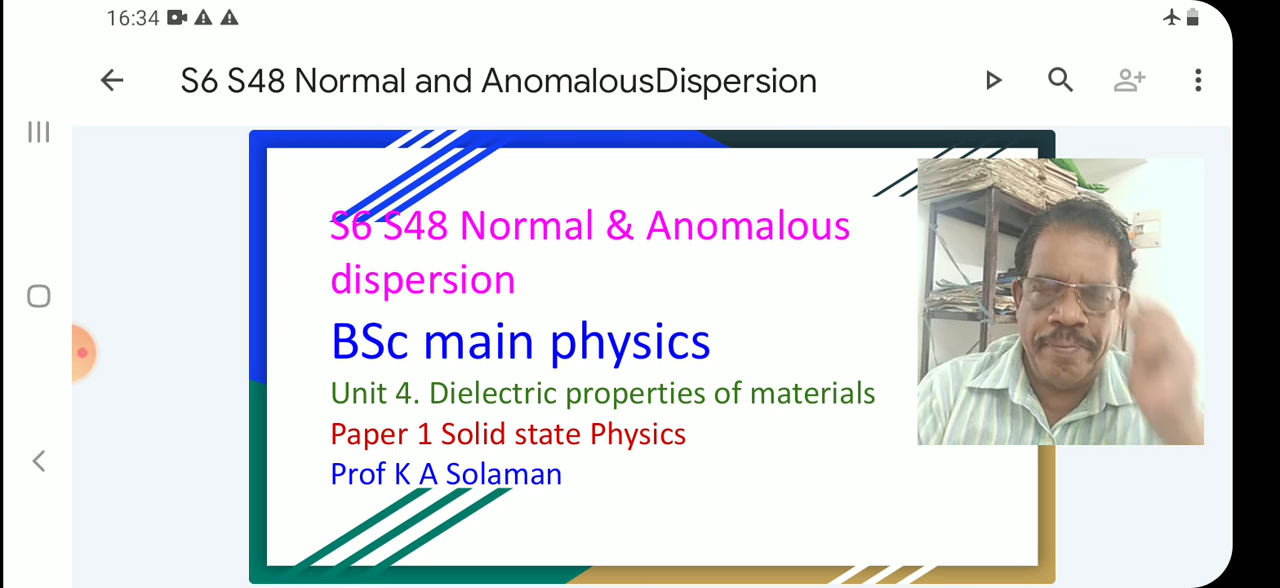 16:34
S6 S48 Normal and AnomalousDispersion
S6 S48 Normal & Anomalous
dispersion
BSc main physics
Unit 4. Dielectric properties of materials
Paper 1 Solid state Physics
Prof K A Solaman